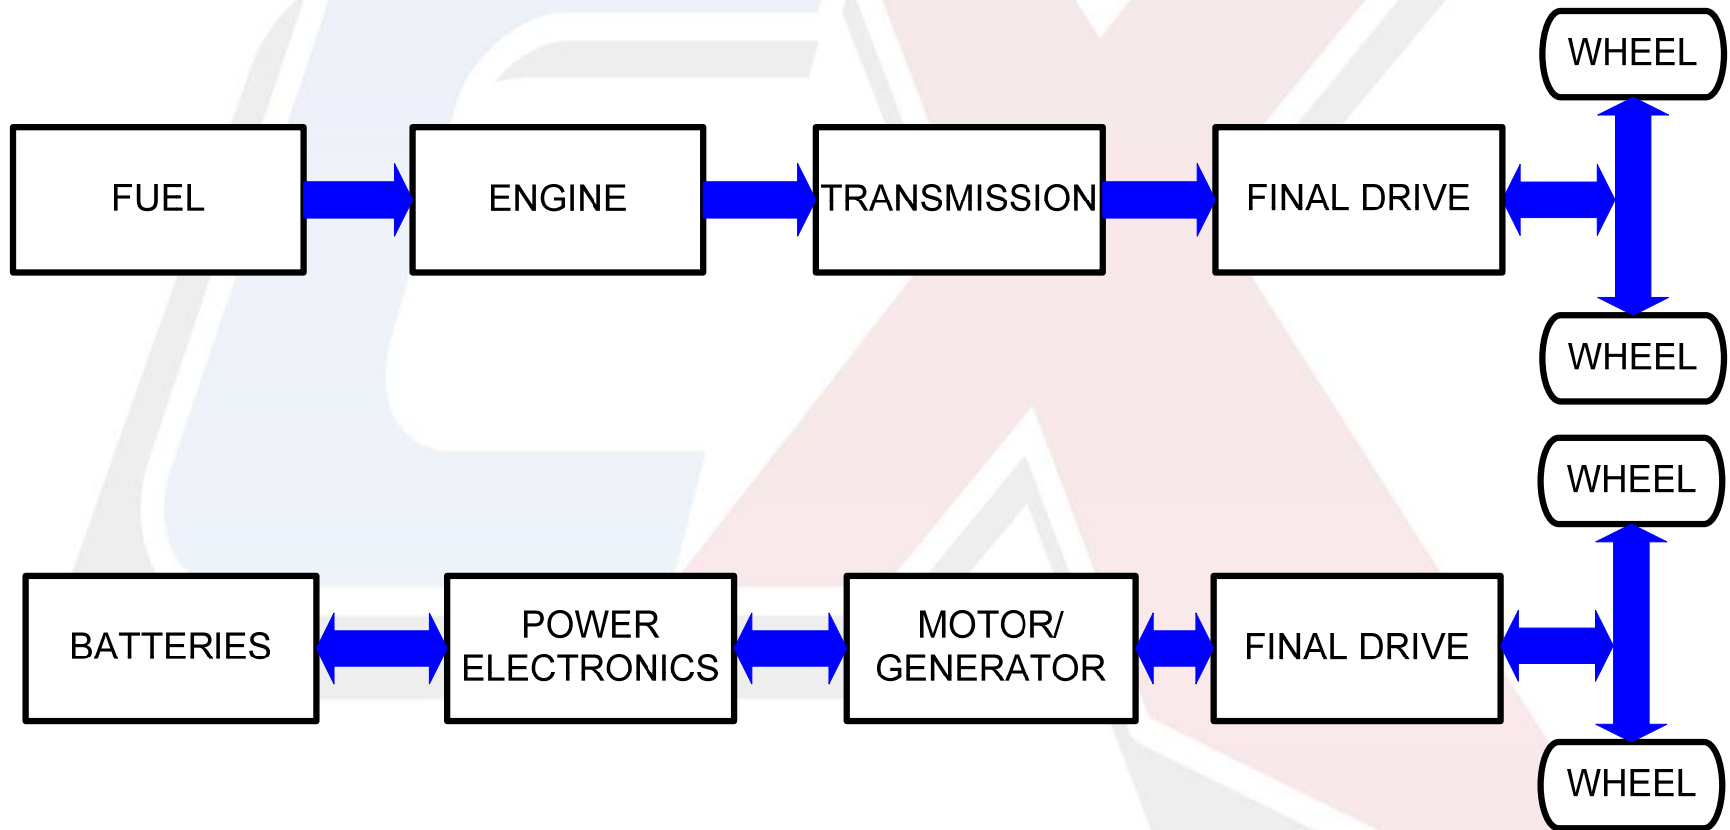 WHEEL
FUEL
ENGINE
TRANSMISSION
FINAL DRIVE
WHEEL
WHEEL
BATTERIES
POWER
ELECTRONICS
MOTOR/
GENERATOR
FINAL DRIVE
WHEEL